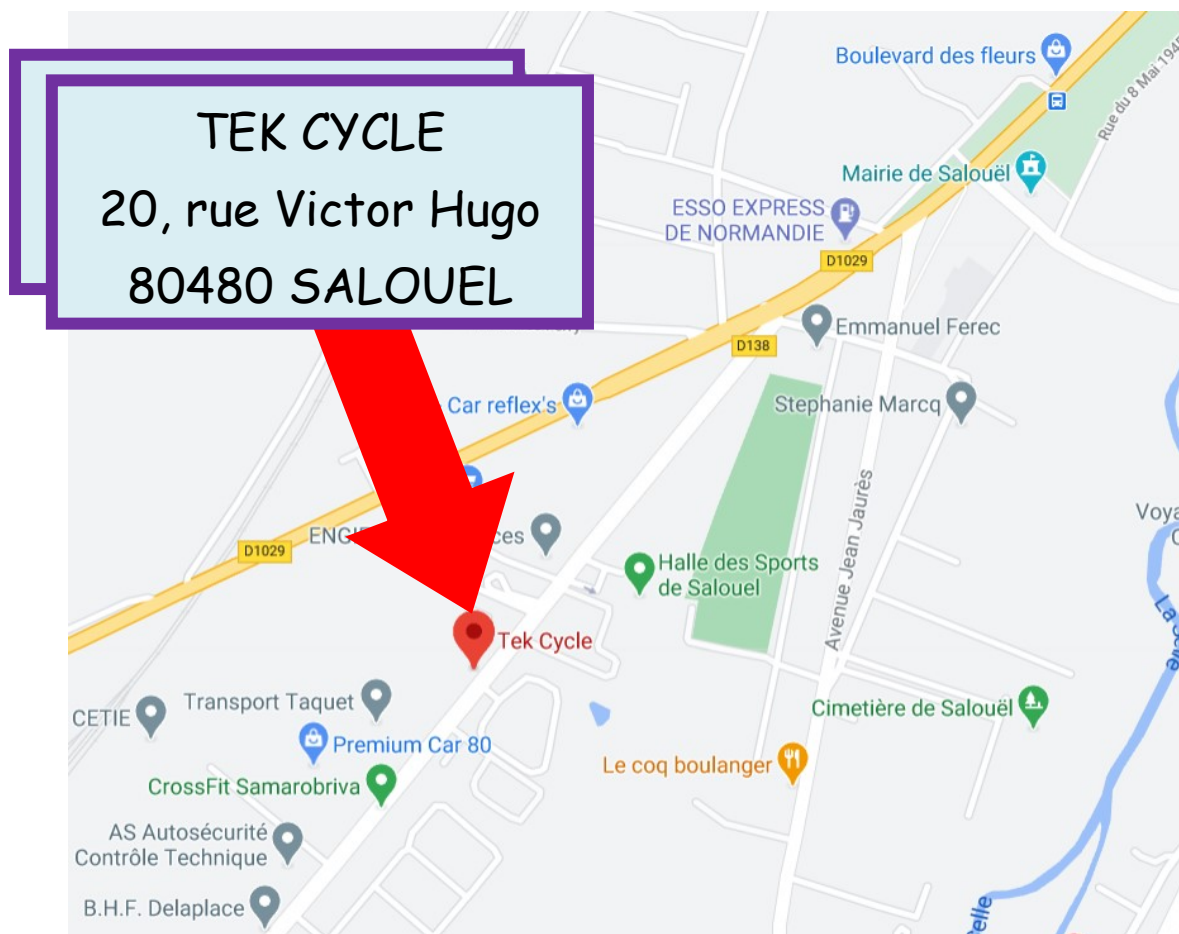 TEK CYCLE
20, rue Victor Hugo
80480 SALOUEL
Boulevard des fleurs
Rue du 8 Mai 1945
Mairie de Salouël
ESSO EXPRESS
DE NORMANDIE
D1029
Emmanuel Ferec
D138
Car reflex's
Stephanie Marcq
Avenue Jean Jaurès
D1029
Halle des Sports
de Salouel
Tek Cycle
Transport Taquet
CETIE
Premium Car 80
Cimetière de Salouël
Le coq boulanger
CrossFit Samarobriva
AS Autosécurité
Contrôle Technique
B.H.F. Delaplace
La Selle